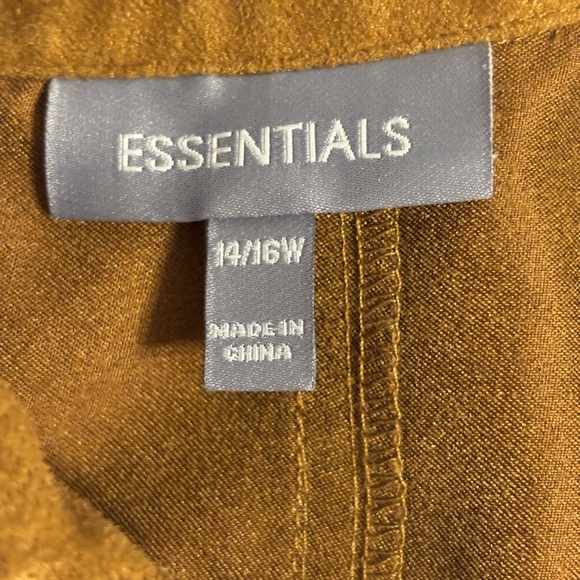 ESSENTIALS
14/16W
MADE IN
CHINA